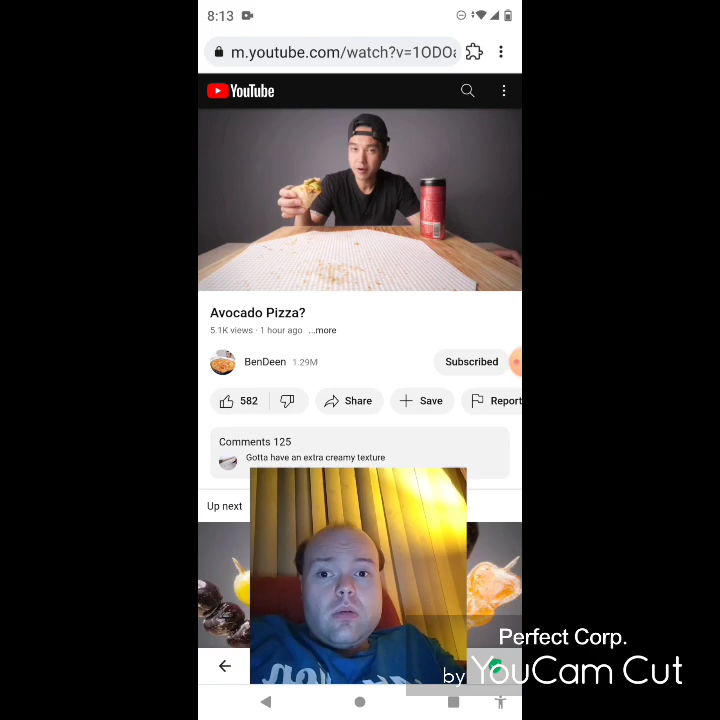 8:13
m.youtube.com/watch?v=1ODOa
YouTube
Avocado Pizza?
5.1K views · 1 hour ago ...more
BenDeen 1.29M
Subscribed
582
Share
Save
Report
Comments 125
Gotta have an extra creamy texture
Up next
Perfect Corp.
by YouCam Cut